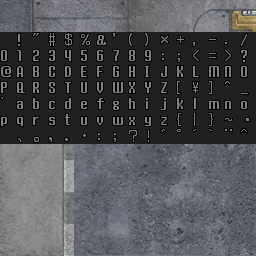 ! " # $ % & ' ( ) × + , - . /
0 1 2 3 4 5 6 7 8 9 : ; < = > ?
@ A B C D E F G H I J K L M N O
P Q R S T U V W X Y Z [ ¥ ] ^ _
` a b c d e f g h i j k l m n o
p q r s t u v w x y z { | } ~ •